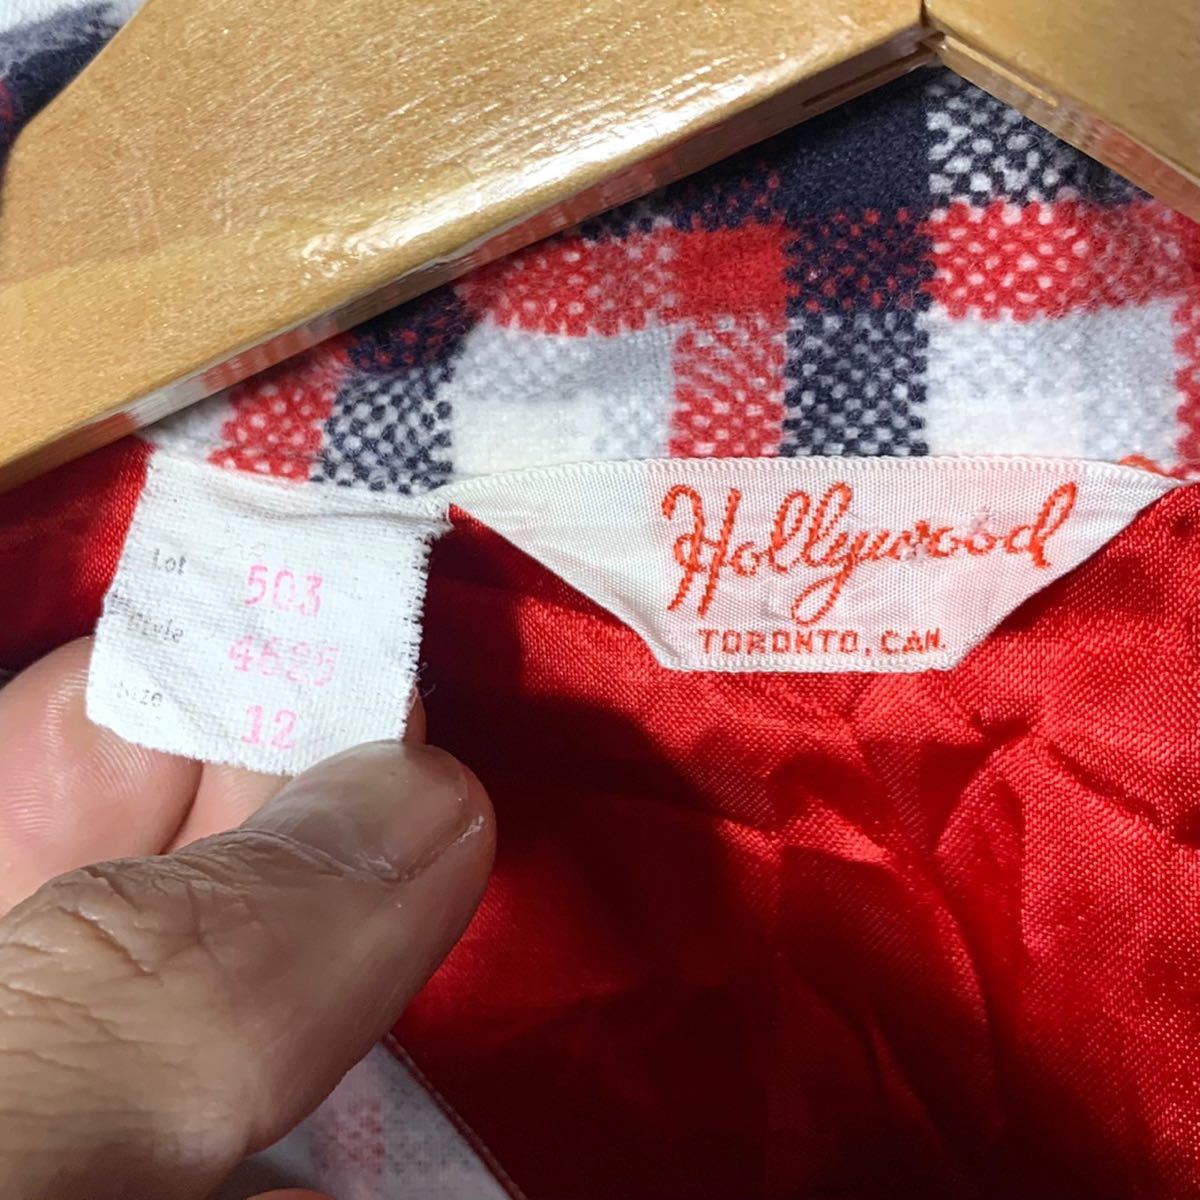 Lot 503
Style 4625
Size 12
Hollywood
TORONTO, CAN.